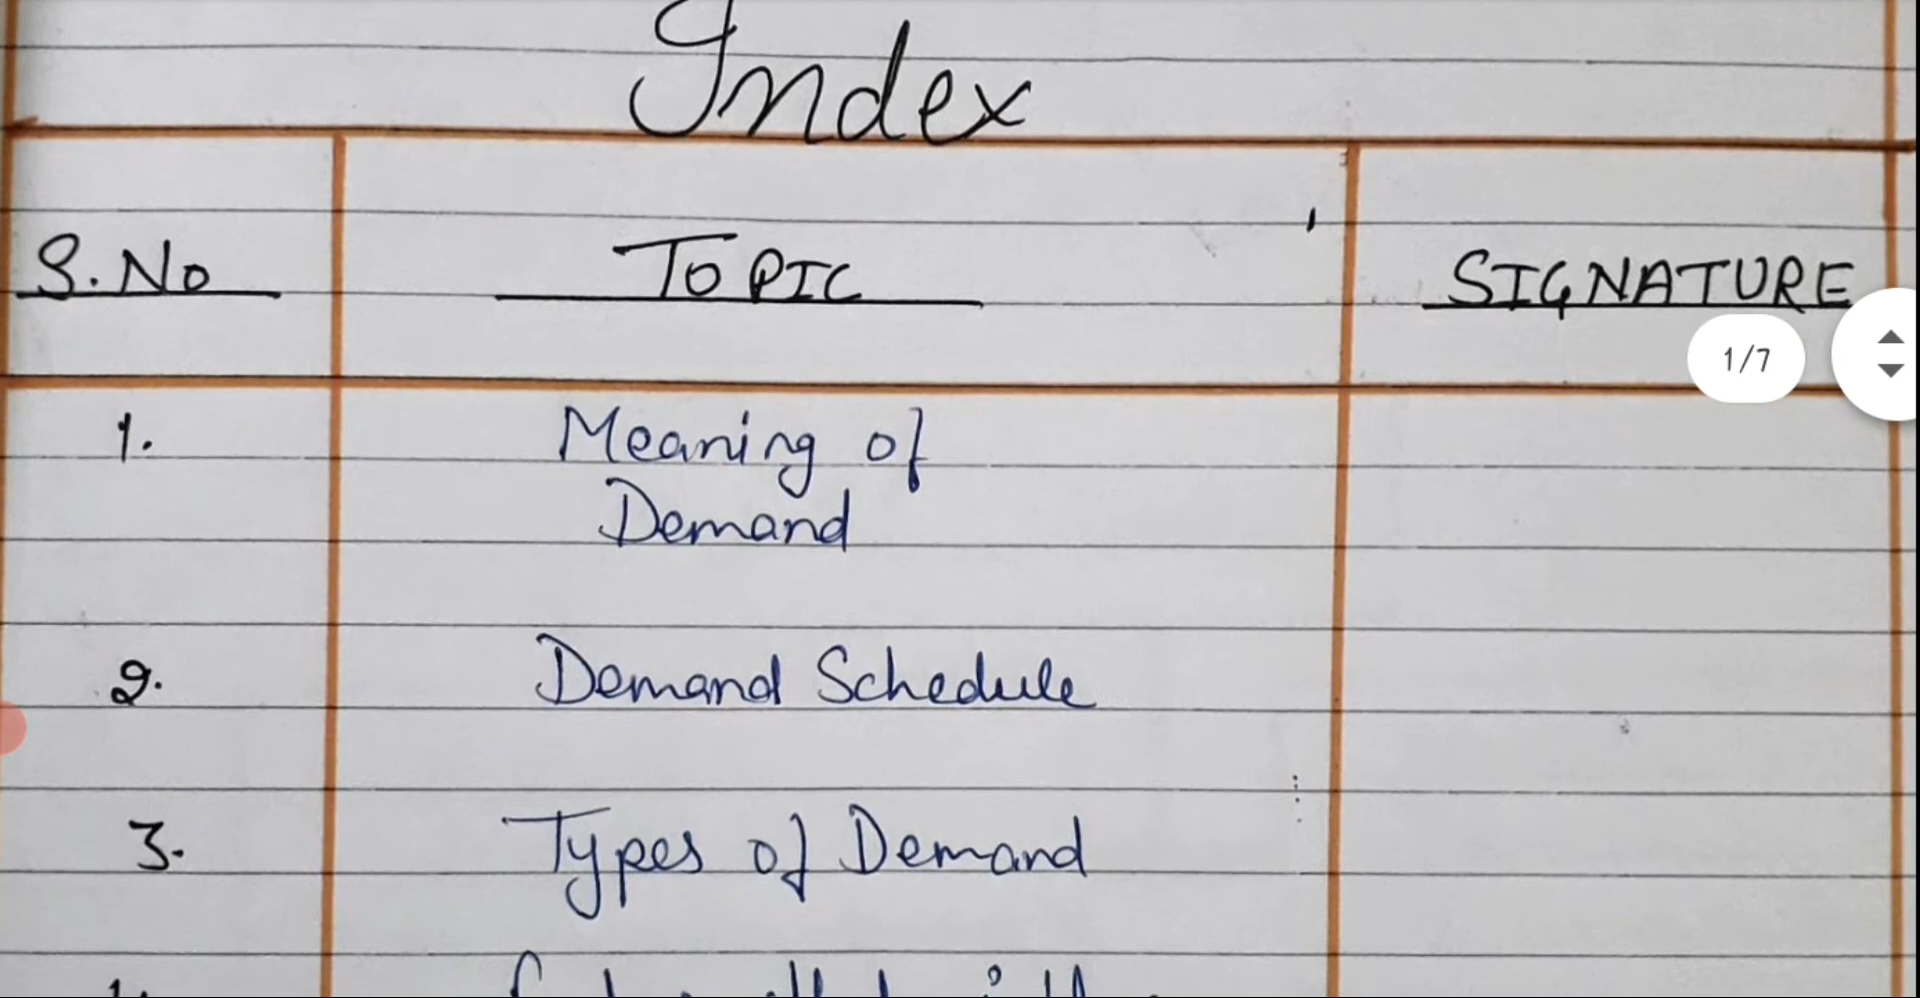 Index
S.No TOPIC SIGNATURE
1/7
1. Meaning of
Demand
2. Demand Schedule
3. Types of Demand